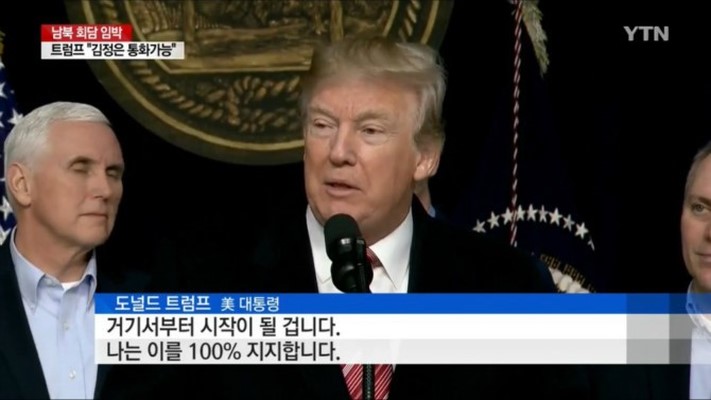 남북 회담 임박
트럼프 "김정은 통화가능"
YTN
도널드 트럼프 美 대통령
거기서부터 시작이 될 겁니다.
나는 이를 100% 지지합니다.